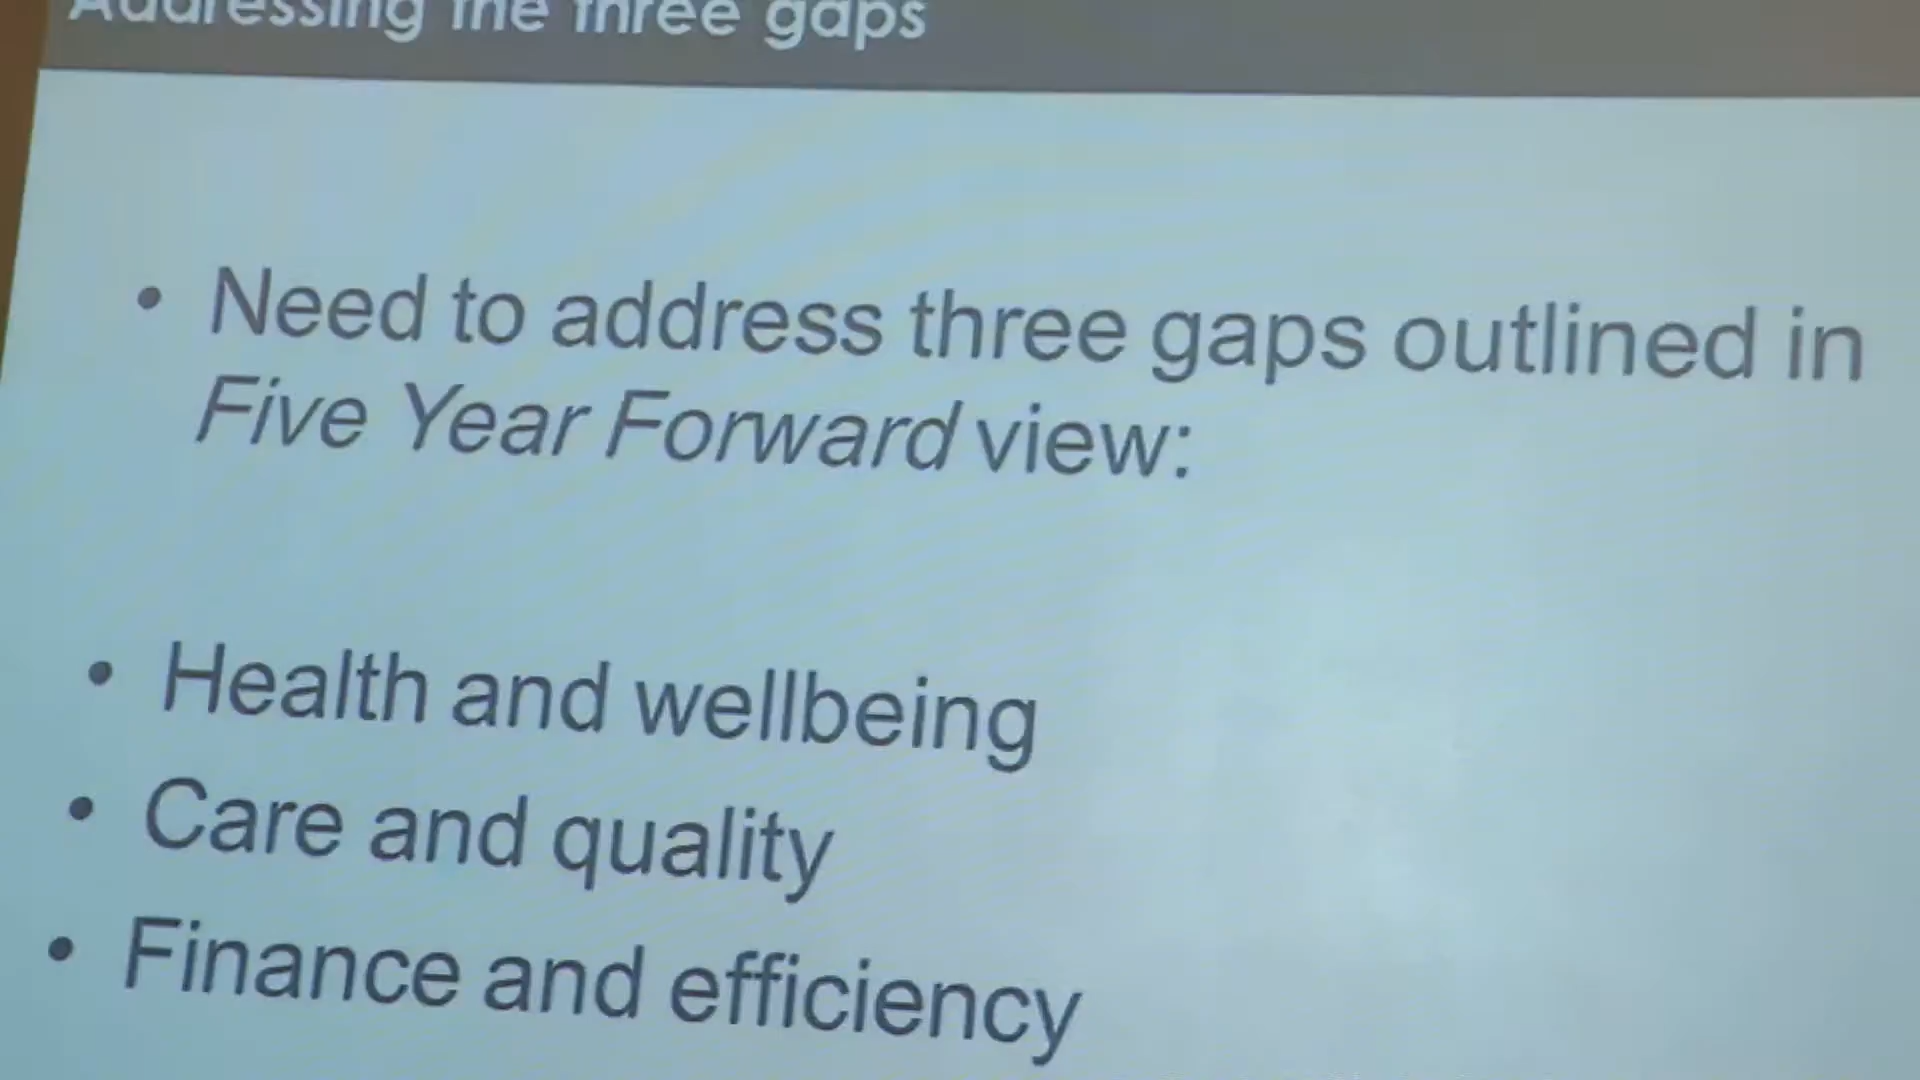 Addressing the three gaps
• Need to address three gaps outlined in
Five Year Forward view:
• Health and wellbeing
• Care and quality
• Finance and efficiency